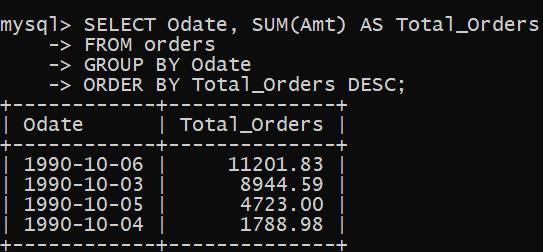 mysql> SELECT Odate, SUM(Amt) AS Total_Orders
    -> FROM orders
    -> GROUP BY Odate
    -> ORDER BY Total_Orders DESC;
+------------+--------------+
| Odate      | Total_Orders |
+------------+--------------+
| 1990-10-06 |     11201.83 |
| 1990-10-03 |      8944.59 |
| 1990-10-05 |      4723.00 |
| 1990-10-04 |      1788.98 |
+------------+--------------+